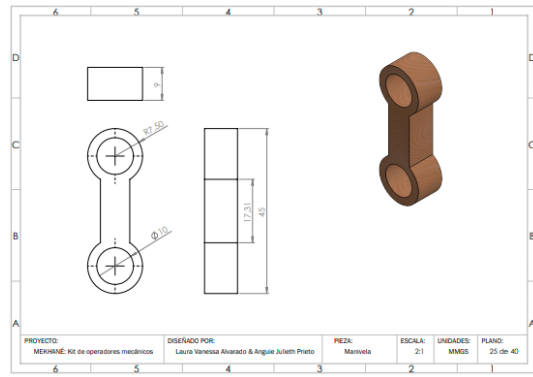 6 5 4 3 2 1
D D
9
R7,50
C C
17,31
45
B B
Ø10
A A
PROYECTO: DISEÑADO POR: PIEZA: ESCALA: UNIDADES: PLANO:
MEKHANÉ: Kit de operadores mecánicos Laura Vanessa Alvarado & Anguie Julieth Prieto Manivela 2:1 MMGS 25 de 40
6 5 4 3 2 1